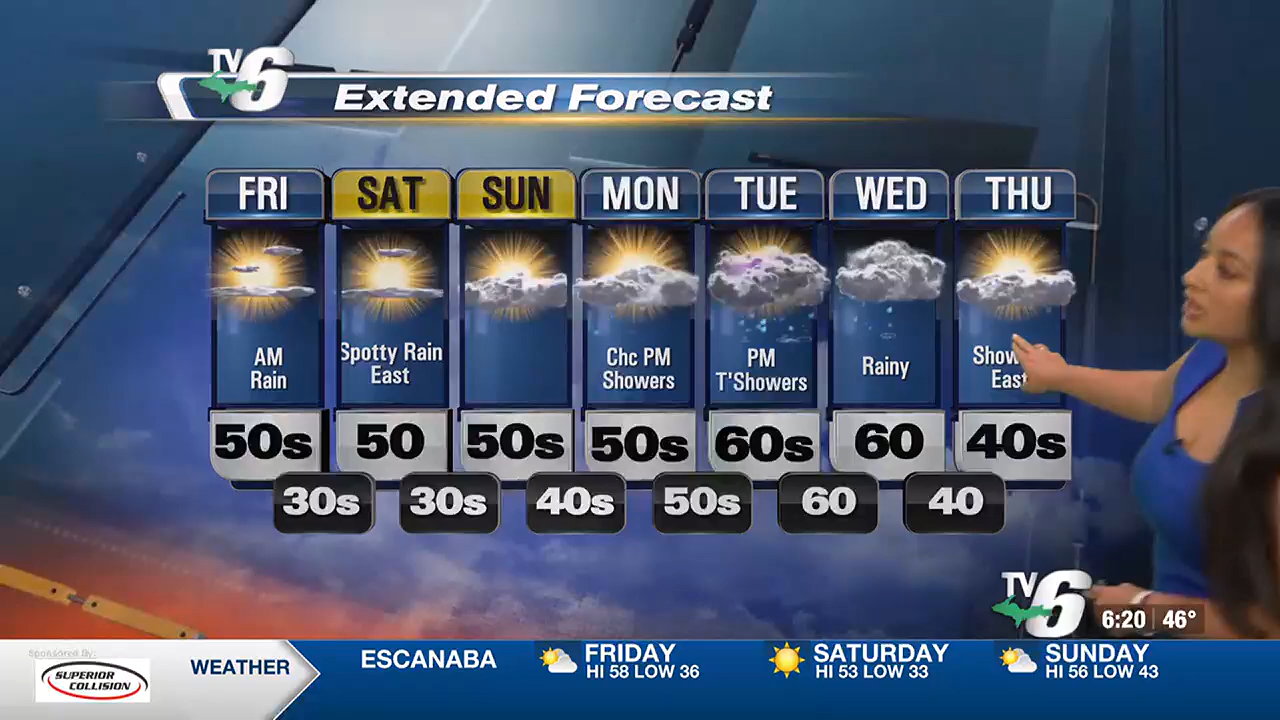 TV6
Extended Forecast
FRI
SAT
SUN
MON
TUE
WED
THU
AM
Rain
Spotty Rain
East
Chc PM
Showers
PM
T'Showers
Rainy
East
50s
50
50s
50s
60s
60
40s
30s
30s
40s
50s
60
40
TV6
6:20
46°
Sponsored By:
SUPERIOR
COLLISION
WEATHER
ESCANABA
FRIDAY
HI 58 LOW 36
SATURDAY
HI 53 LOW 33
SUNDAY
HI 56 LOW 43